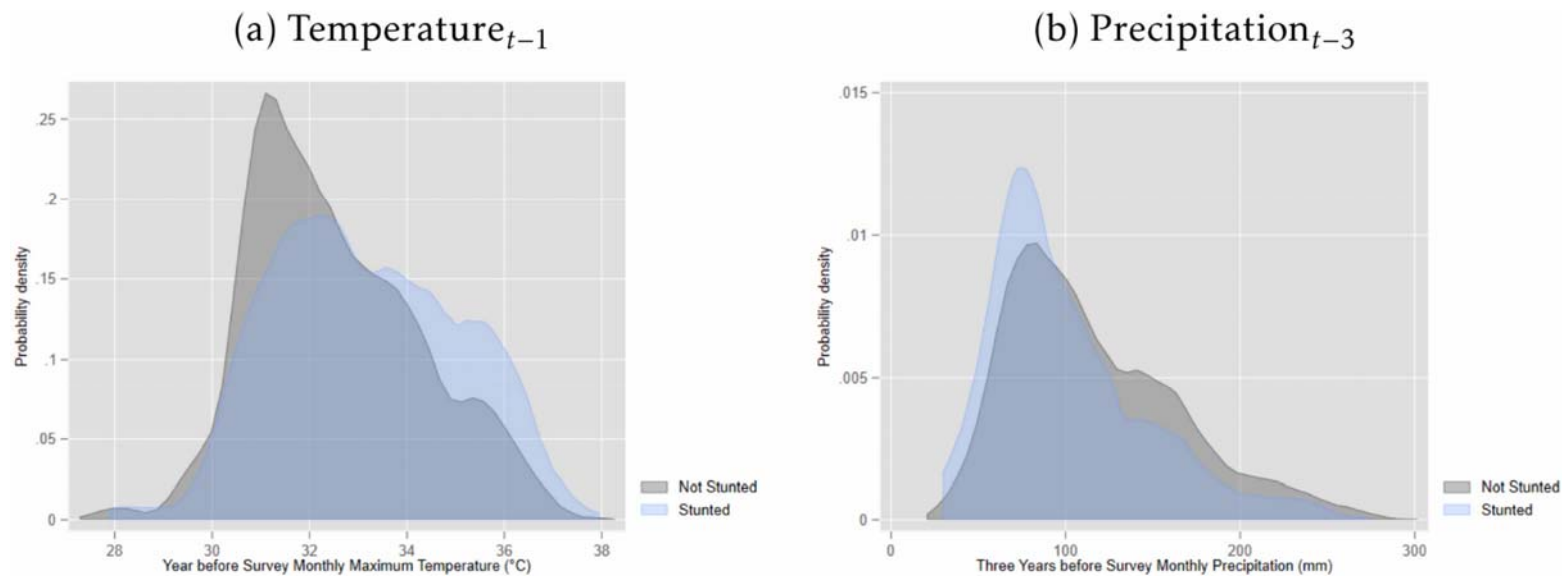 (a) Temperature_{t−1}
.25
.2
.15
.1
.05
0
28 30 32 34 36 38
Year before Survey Monthly Maximum Temperature (°C)
Probability density
Not Stunted
Stunted
(b) Precipitation_{t−3}
.015
.01
.005
0
0 100 200 300
Three Years before Survey Monthly Precipitation (mm)
Probability density
Not Stunted
Stunted